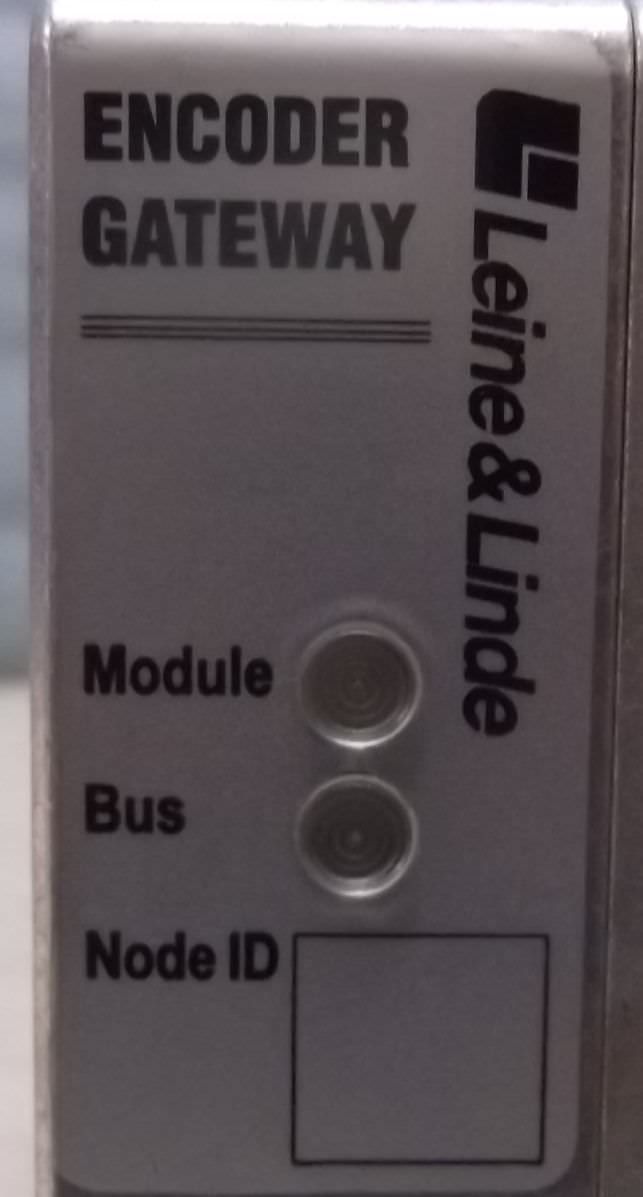 ENCODER
GATEWAY
Leine & Linde
Module
Bus
Node ID